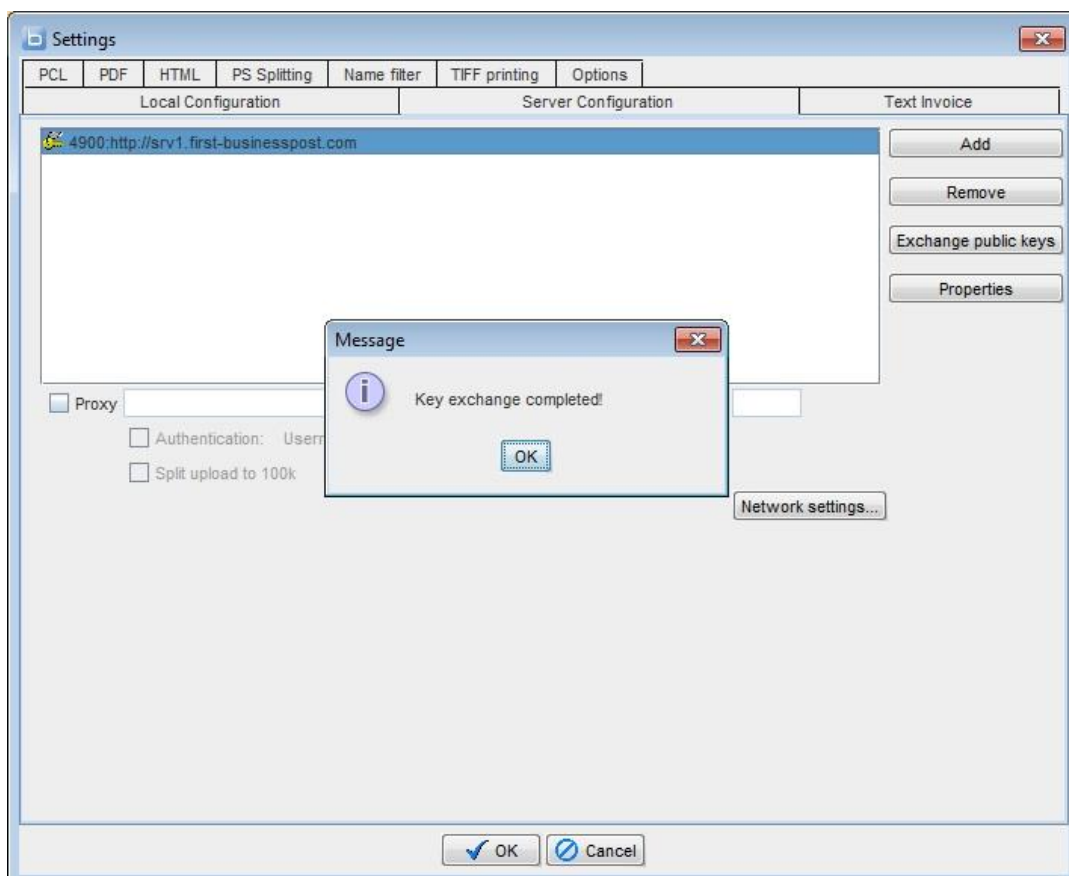 Settings
PCL PDF HTML PS Splitting Name filter TIFF printing Options
Local Configuration Server Configuration Text Invoice
4900:http://srv1.first-businesspost.com
Add
Remove
Exchange public keys
Properties
Message
Key exchange completed!
OK
Proxy
Authentication:
Split upload to 100k
Network settings...
OK Cancel